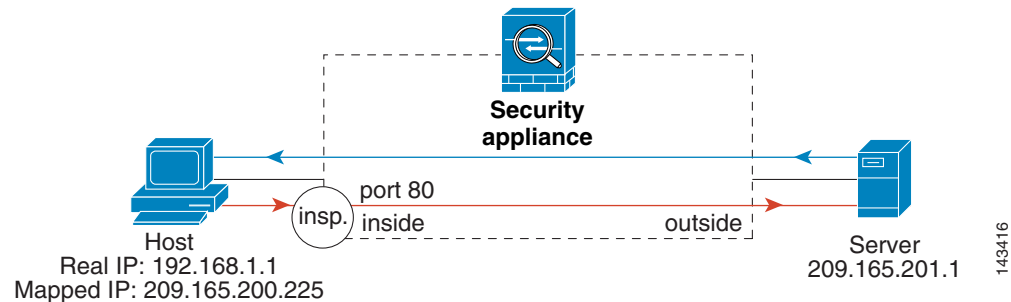 Security
appliance
port 80
insp.
inside
outside
Host
Real IP: 192.168.1.1
Mapped IP: 209.165.200.225
Server
209.165.201.1
143416